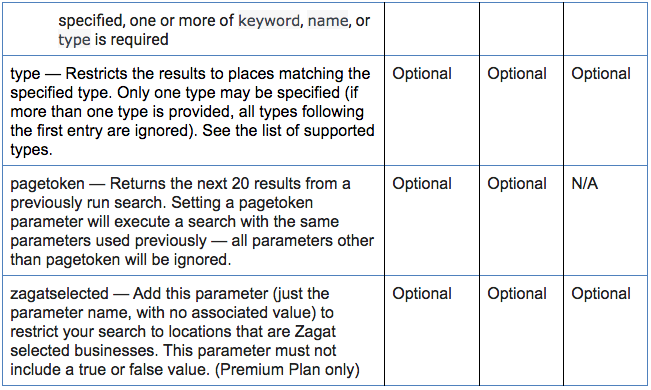 specified, one or more of keyword, name, or
type is required
type — Restricts the results to places matching the
specified type. Only one type may be specified (if
more than one type is provided, all types following
the first entry are ignored). See the list of supported
types.
Optional
Optional
Optional
pagetoken — Returns the next 20 results from a
previously run search. Setting a pagetoken
parameter will execute a search with the same
parameters used previously — all parameters other
than pagetoken will be ignored.
Optional
Optional
N/A
zagatselected — Add this parameter (just the
parameter name, with no associated value) to
restrict your search to locations that are Zagat
selected businesses. This parameter must not
include a true or false value. (Premium Plan only)
Optional
Optional
Optional